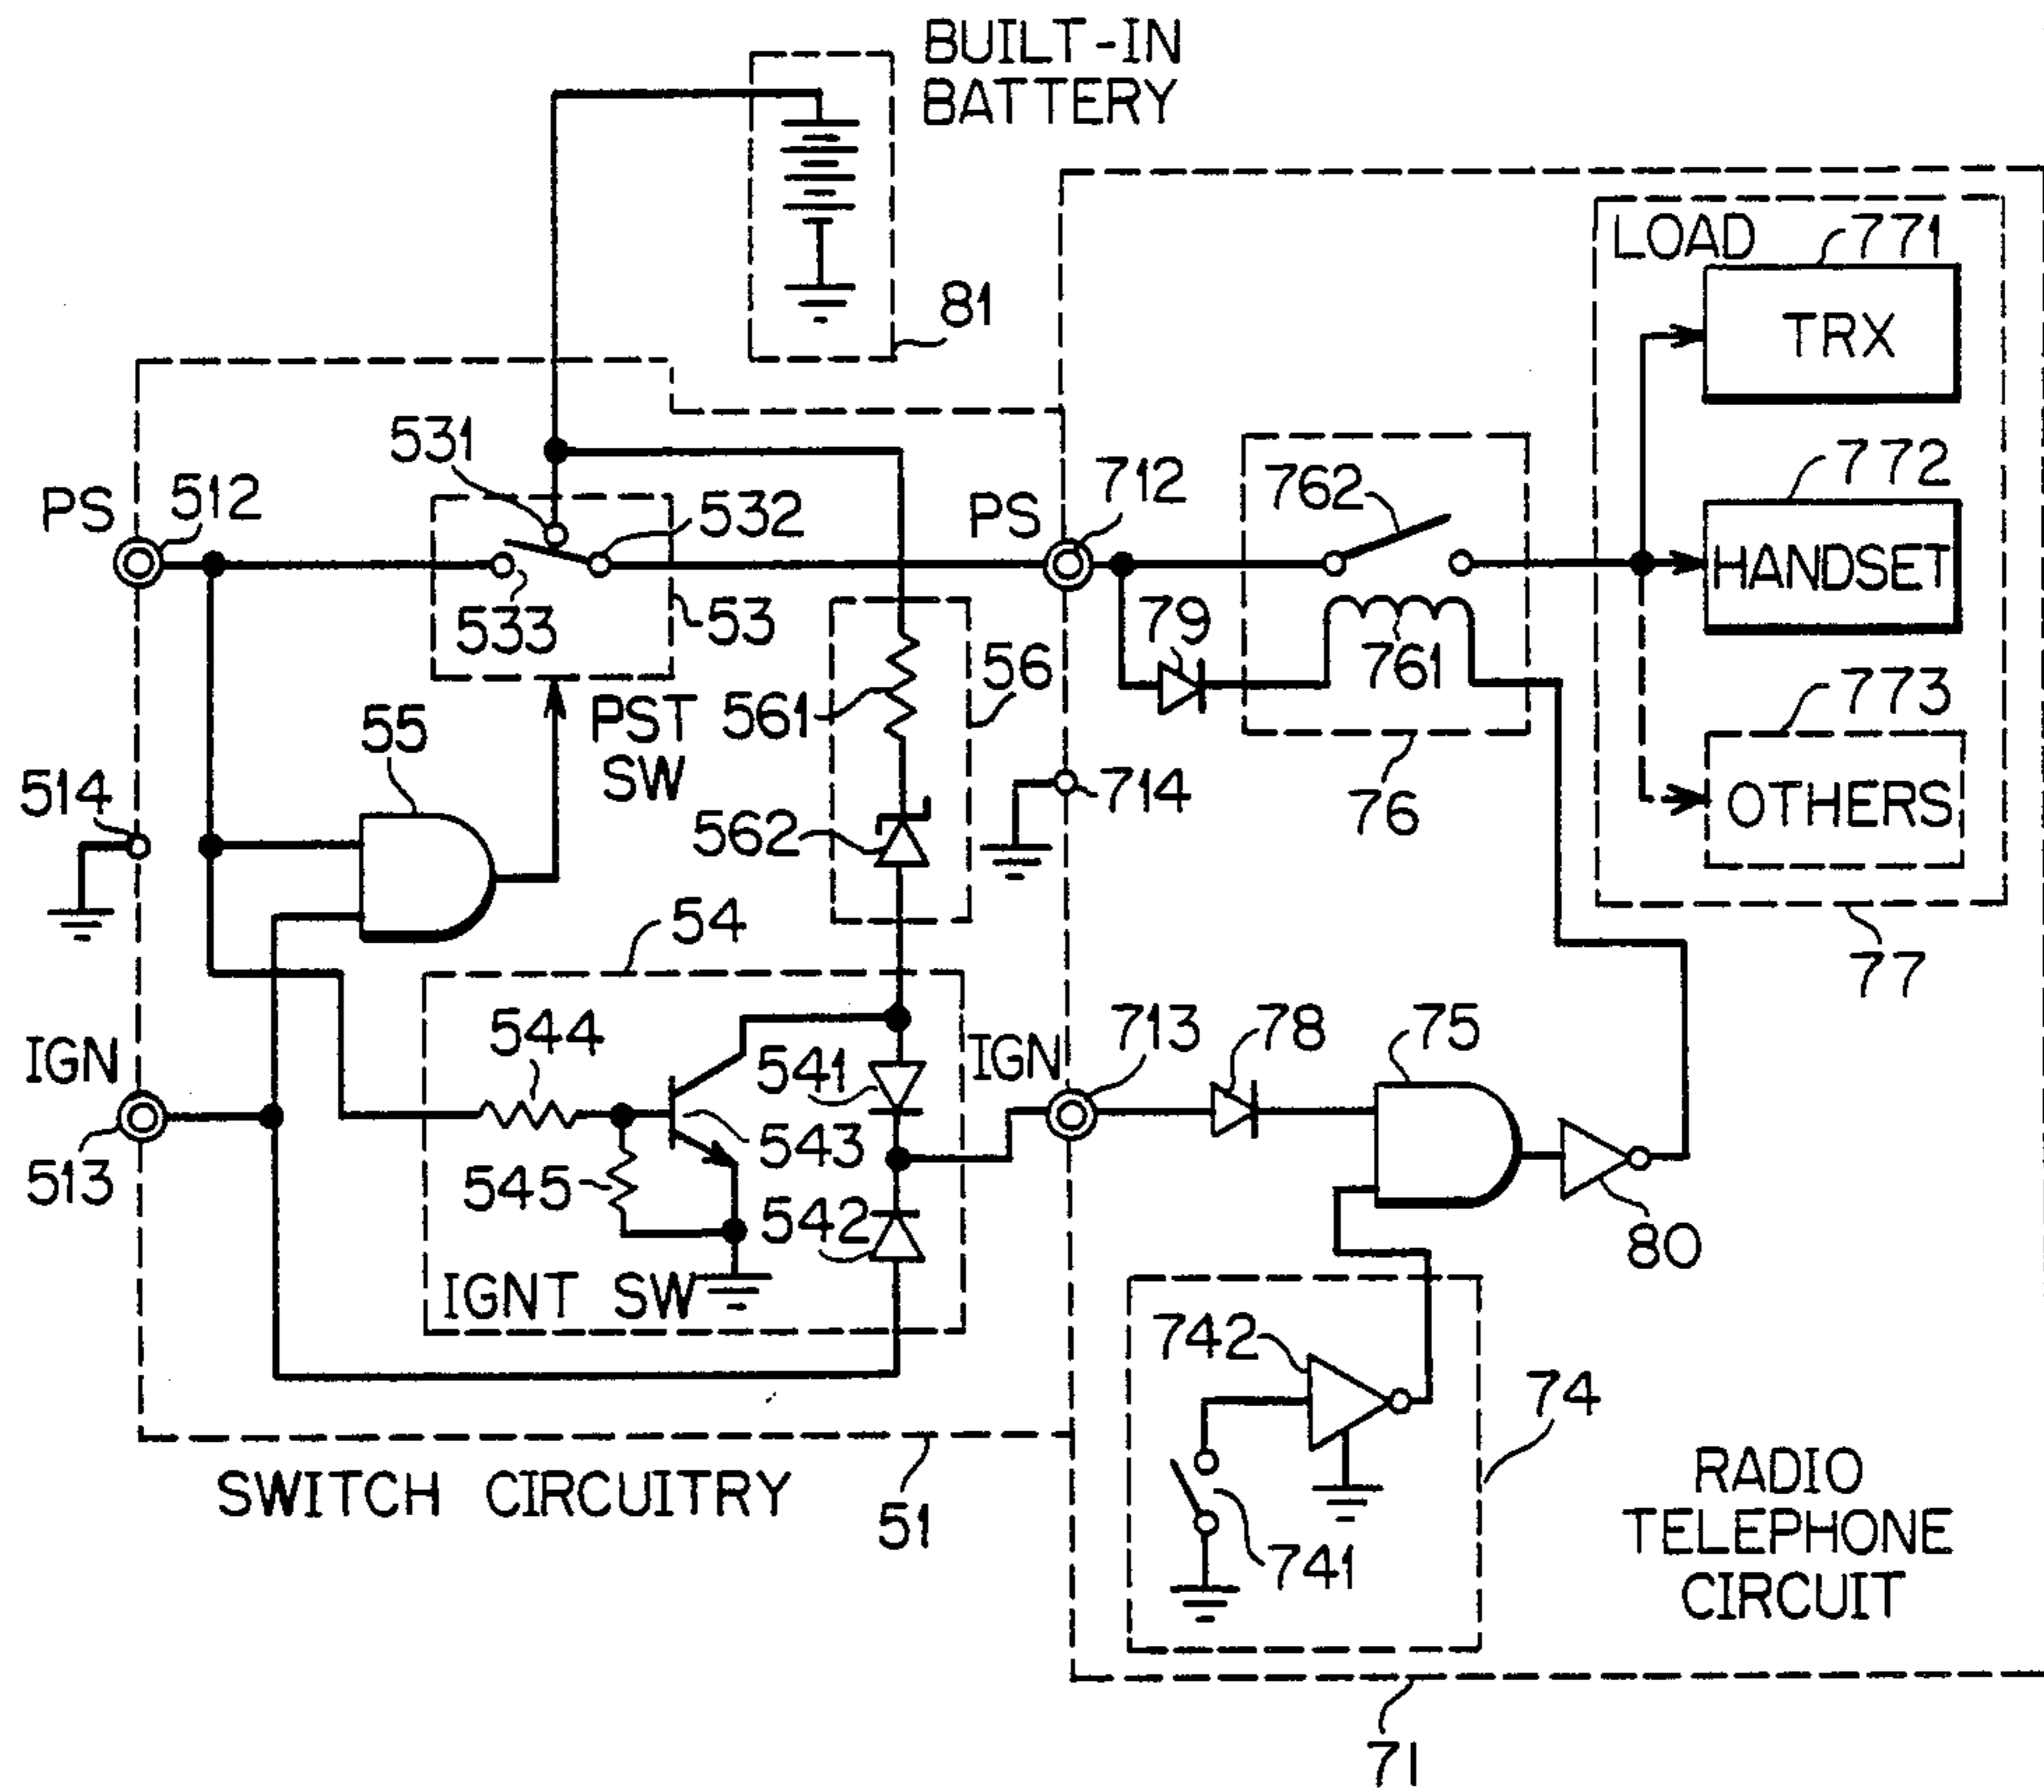 BUILT-IN
BATTERY
81
LOAD
771
TRX
772
HANDSET
773
OTHERS
77
531
PS
512
532
533
53
PS
712
762
761
79
76
PST
SW
561
56
562
55
514
714
54
IGN
513
544
545
543
541
542
IGNT SW
IGN
713
78
75
80
742
741
74
SWITCH CIRCUITRY
51
RADIO
TELEPHONE
CIRCUIT
71